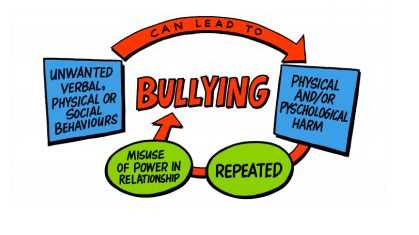 CAN LEAD TO
UNWANTED
VERBAL,
PHYSICAL OR
SOCIAL
BEHAVIOURS
BULLYING
PHYSICAL
AND/OR
PYSCHOLOGICAL
HARM
MISUSE
OF POWER IN
RELATIONSHIP
REPEATED